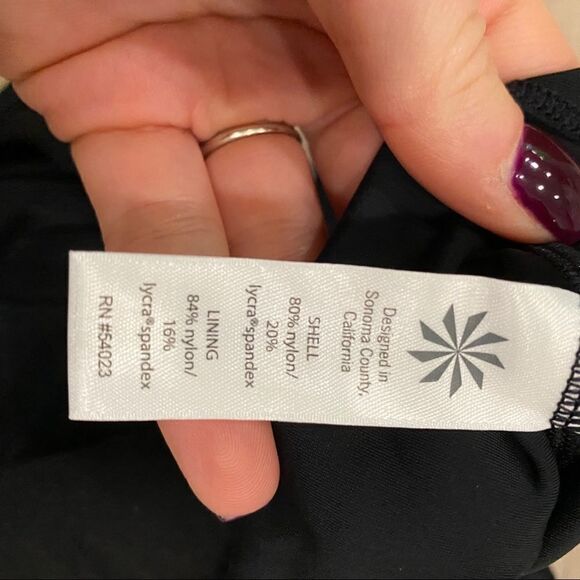 Designed in
Sonoma County,
California
SHELL
80% nylon/
20%
lycra®spandex
LINING
84% nylon/
16%
lycra®spandex
RN #54023